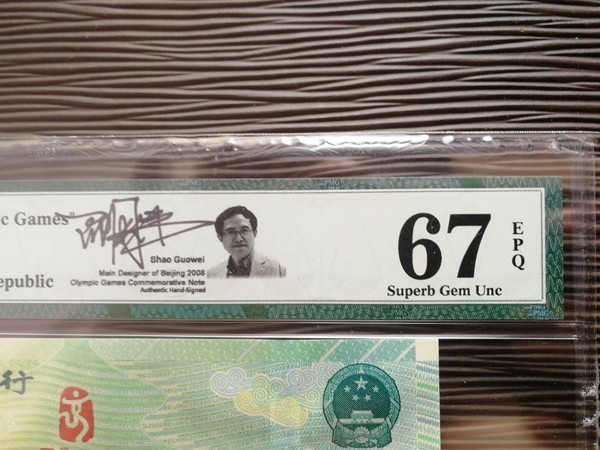 ic Games"
Shao Guowei
Main Designer of Beijing 2008
epublic
Olympic Games Commemorative Note
Authentic Hand-Signed
67
EPQ
Superb Gem Unc
PMG
行